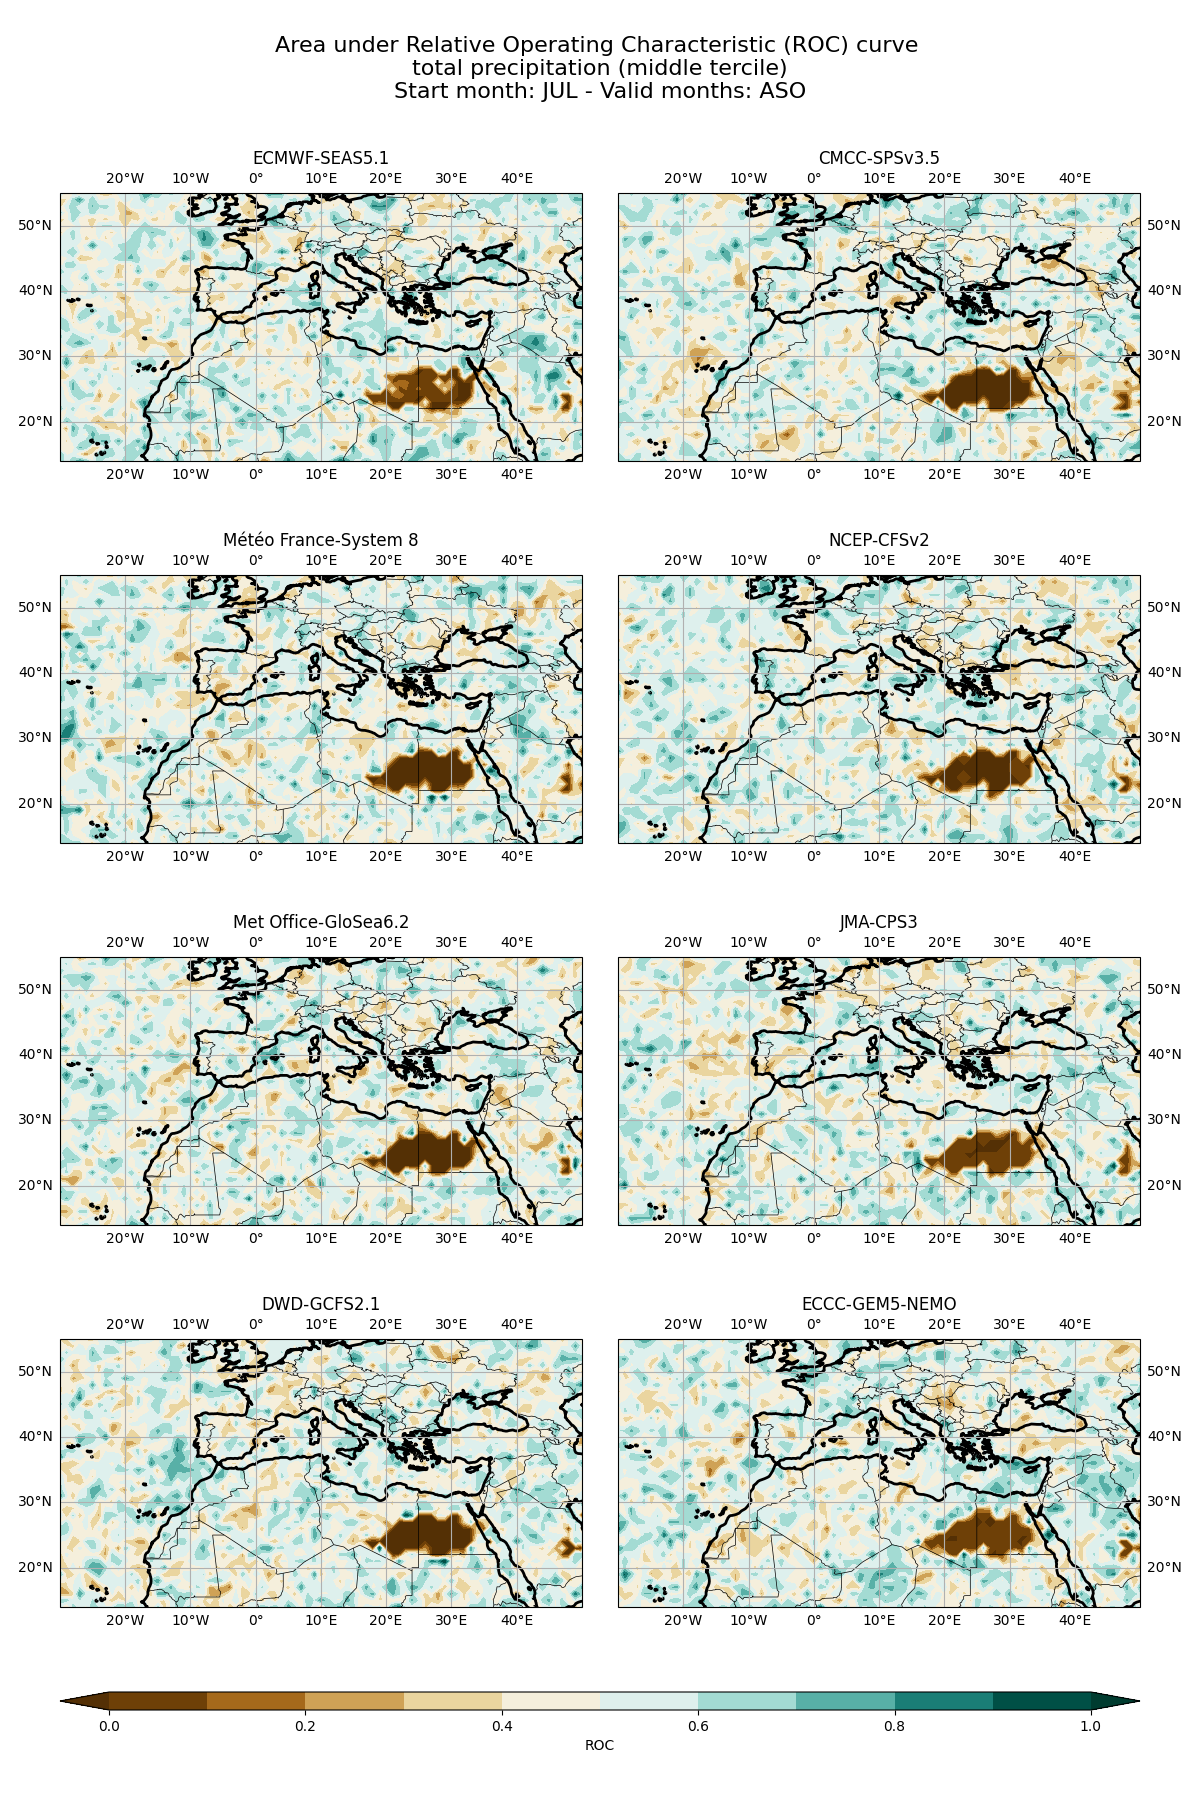 Area under Relative Operating Characteristic (ROC) curve
total precipitation (middle tercile)
Start month: JUL - Valid months: ASO
ECMWF-SEAS5.1
20°W 10°W 0° 10°E 20°E 30°E 40°E
50°N
40°N
30°N
20°N
20°W 10°W 0° 10°E 20°E 30°E 40°E
CMCC-SPSv3.5
20°W 10°W 0° 10°E 20°E 30°E 40°E
50°N
40°N
30°N
20°N
20°W 10°W 0° 10°E 20°E 30°E 40°E
Météo France-System 8
20°W 10°W 0° 10°E 20°E 30°E 40°E
50°N
40°N
30°N
20°N
20°W 10°W 0° 10°E 20°E 30°E 40°E
NCEP-CFSv2
20°W 10°W 0° 10°E 20°E 30°E 40°E
50°N
40°N
30°N
20°N
20°W 10°W 0° 10°E 20°E 30°E 40°E
Met Office-GloSea6.2
20°W 10°W 0° 10°E 20°E 30°E 40°E
50°N
40°N
30°N
20°N
20°W 10°W 0° 10°E 20°E 30°E 40°E
JMA-CPS3
20°W 10°W 0° 10°E 20°E 30°E 40°E
50°N
40°N
30°N
20°N
20°W 10°W 0° 10°E 20°E 30°E 40°E
DWD-GCFS2.1
20°W 10°W 0° 10°E 20°E 30°E 40°E
50°N
40°N
30°N
20°N
20°W 10°W 0° 10°E 20°E 30°E 40°E
ECCC-GEM5-NEMO
20°W 10°W 0° 10°E 20°E 30°E 40°E
50°N
40°N
30°N
20°N
20°W 10°W 0° 10°E 20°E 30°E 40°E
0.0 0.2 0.4 0.6 0.8 1.0
ROC